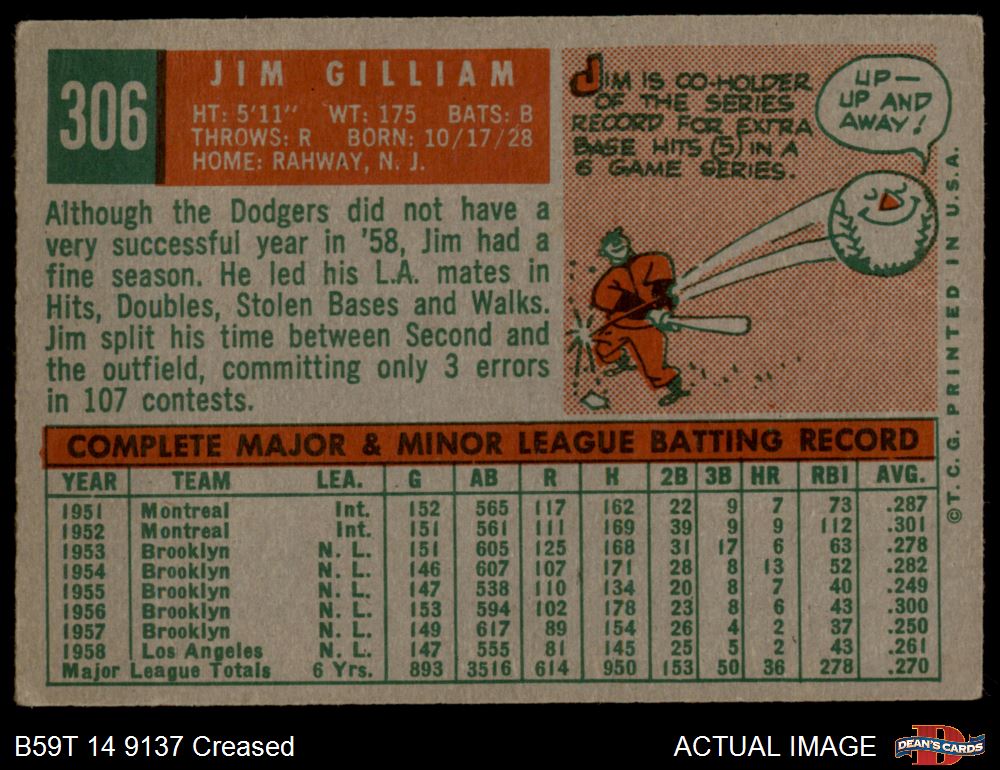 306
JIM GILLIAM
HT: 5'11" WT: 175 BATS: B
THROWS: R BORN: 10/17/28
HOME: RAHWAY, N. J.
Although the Dodgers did not have a
very successful year in '58, Jim had a
fine season. He led his L.A. mates in
Hits, Doubles, Stolen Bases and Walks.
Jim split his time between Second and
the outfield, committing only 3 errors
in 107 contests.
JIM IS CO-HOLDER
OF THE SERIES
RECORD FOR EXTRA
BASE HITS (5) IN A
6 GAME SERIES.
UP—
UP AND
AWAY!
© T. C. G. PRINTED IN U.S.A.
COMPLETE MAJOR & MINOR LEAGUE BATTING RECORD
YEAR TEAM LEA. G AB R H 2B 3B HR RBI AVG.
1951 Montreal Int. 152 565 117 162 22 9 7 73 .287
1952 Montreal Int. 151 561 111 169 39 9 9 112 .301
1953 Brooklyn N. L. 151 605 125 168 31 17 6 63 .278
1954 Brooklyn N. L. 146 607 107 171 28 8 13 52 .282
1955 Brooklyn N. L. 147 538 110 134 20 8 7 40 .249
1956 Brooklyn N. L. 153 594 102 178 23 8 6 43 .300
1957 Brooklyn N. L. 149 617 89 154 26 4 2 37 .250
1958 Los Angeles N. L. 147 555 81 145 25 5 2 43 .261
Major League Totals 6 Yrs. 893 3516 614 950 153 50 36 278 .270
B59T 14 9137 Creased
ACTUAL IMAGE
DEAN'S CARDS